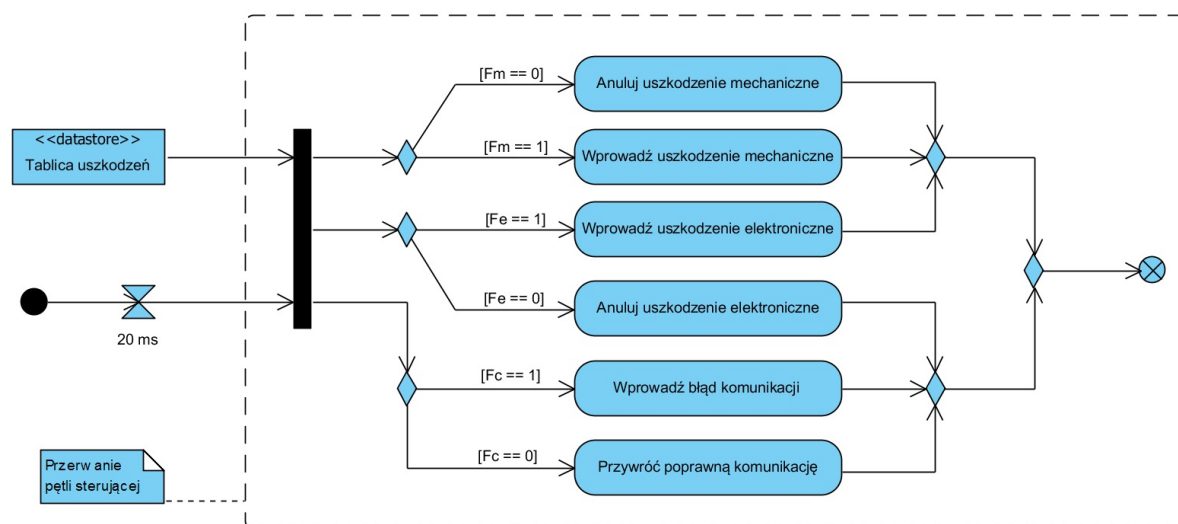 [Fm == 0]
Anuluj uszkodzenie mechaniczne
<<datastore>>
Tablica uszkodzeń
[Fm == 1]
Wprowadź uszkodzenie mechaniczne
[Fe == 1]
Wprowadź uszkodzenie elektroniczne
[Fe == 0]
Anuluj uszkodzenie elektroniczne
20 ms
[Fc == 1]
Wprowadź błąd komunikacji
[Fc == 0]
Przywróć poprawną komunikację
Przerw anie
pętli sterującej